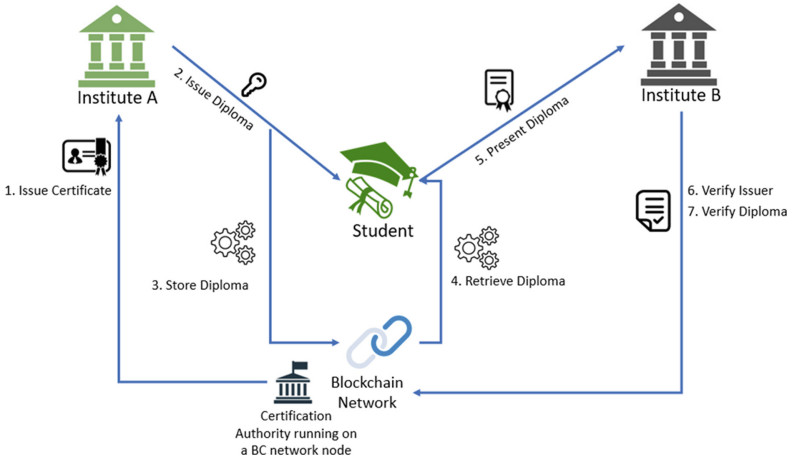 Institute A
Institute B
2. Issue Diploma
5. Present Diploma
1. Issue Certificate
6. Verify Issuer
7. Verify Diploma
Student
3. Store Diploma
4. Retrieve Diploma
Blockchain
Network
Certification
Authority running on
a BC network node